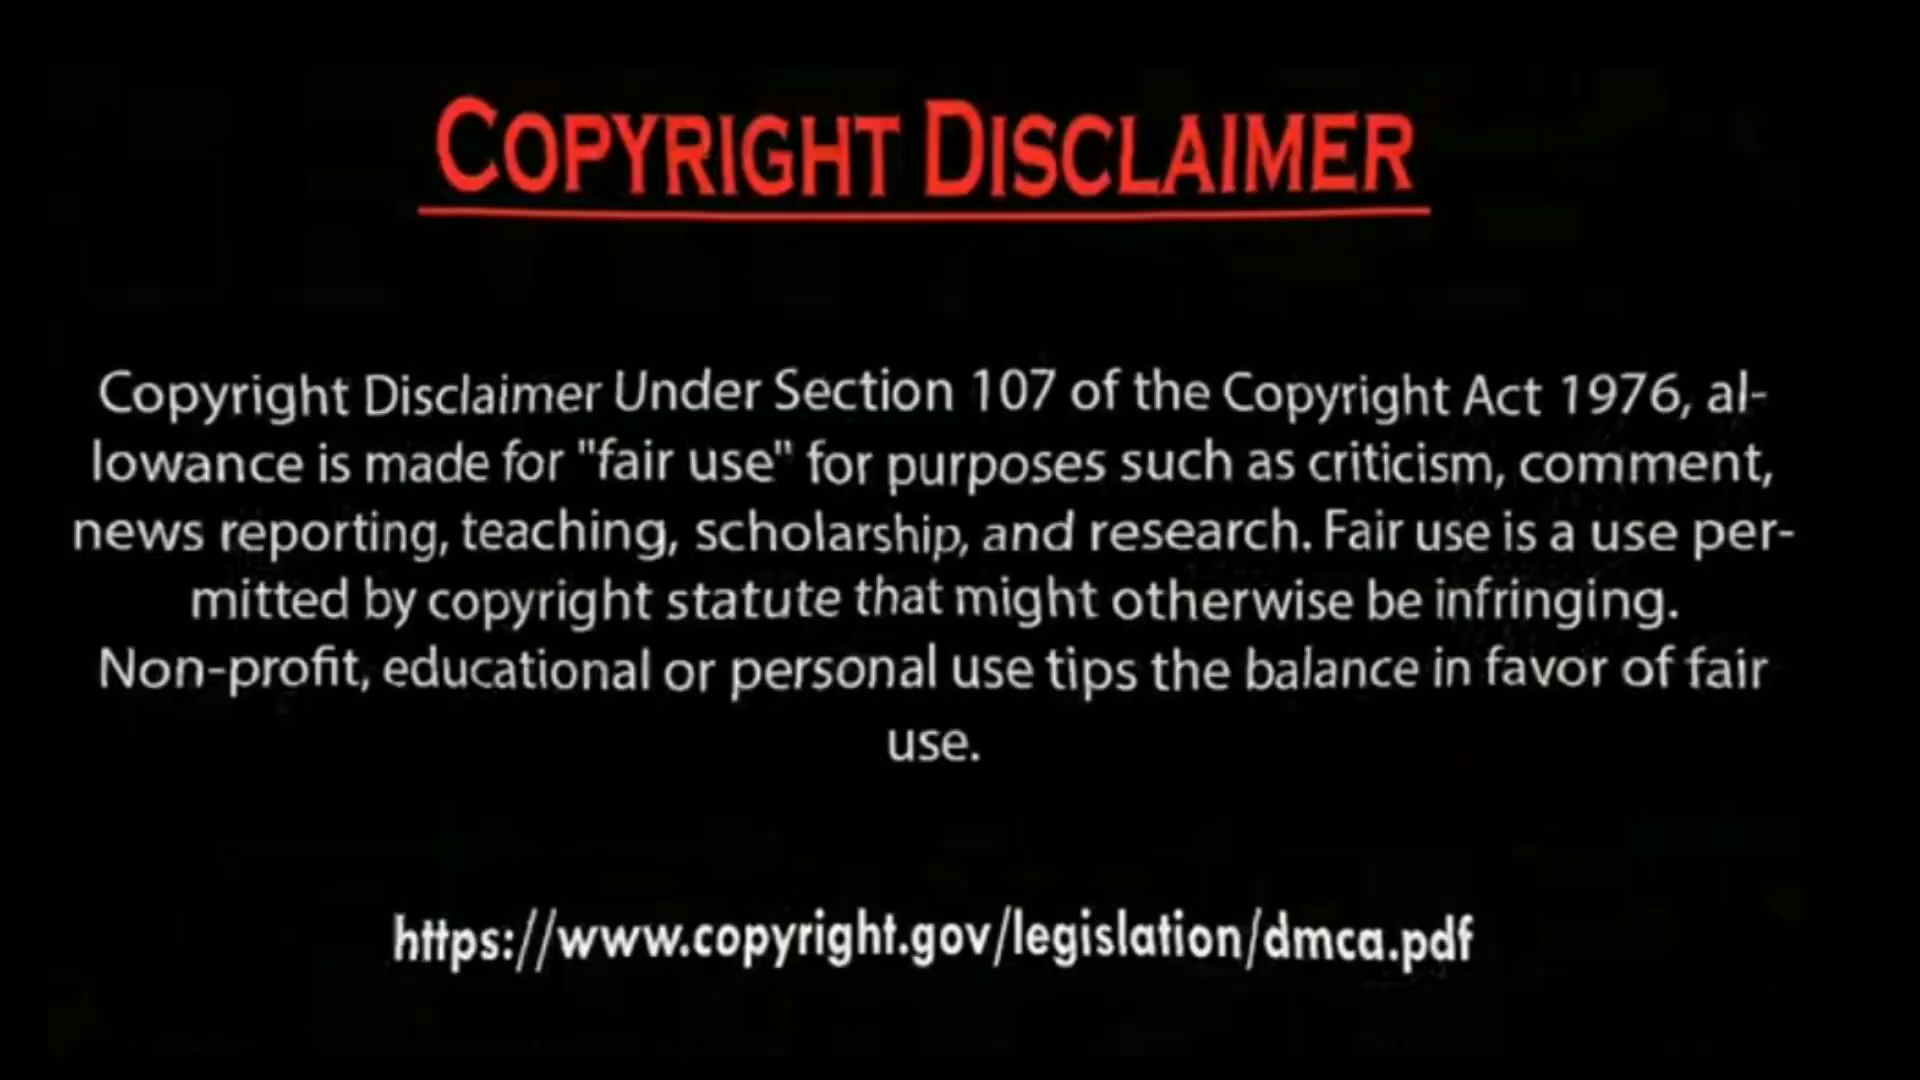 COPYRIGHT DISCLAIMER
Copyright Disclaimer Under Section 107 of the Copyright Act 1976, al-
lowance is made for "fair use" for purposes such as criticism, comment,
news reporting, teaching, scholarship, and research. Fair use is a use per-
mitted by copyright statute that might otherwise be infringing.
Non-profit, educational or personal use tips the balance in favor of fair
use.
https://www.copyright.gov/legislation/dmca.pdf